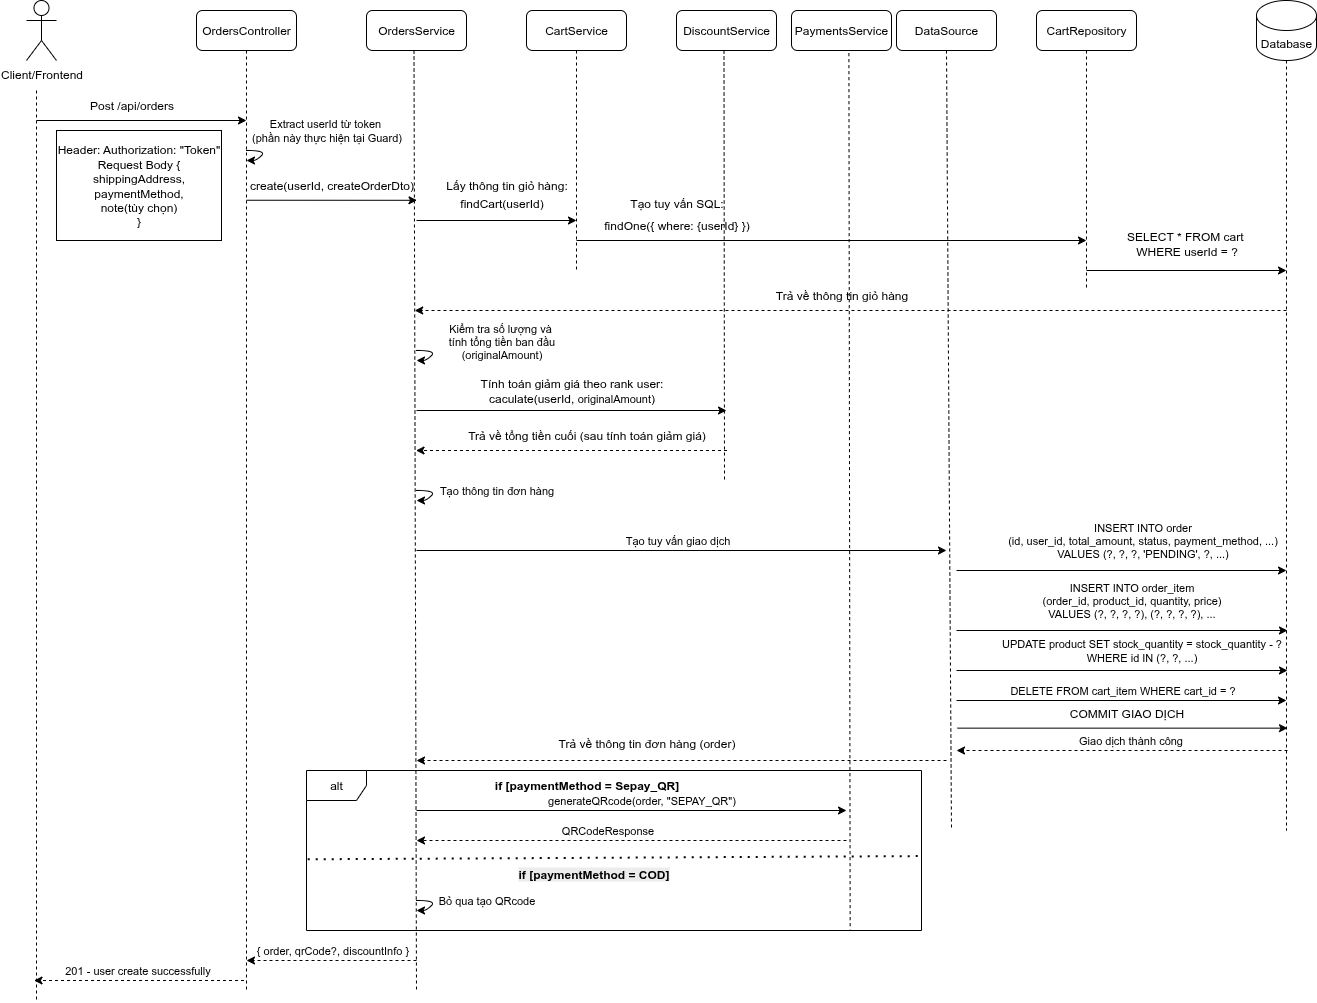 OrdersController
OrdersService
CartService
DiscountService
PaymentsService
DataSource
CartRepository
Database
Client/Frontend
Post /api/orders
Header: Authorization: "Token"
Request Body {
shippingAddress,
paymentMethod,
note(tùy chọn)
}
Extract userId từ token
(phần này thực hiện tại Guard)
create(userId, createOrderDto)
Lấy thông tin giỏ hàng:
findCart(userId)
Tạo tuy vấn SQL:
findOne({ where: {userId} })
SELECT * FROM cart
WHERE userId = ?
Trả về thông tin giỏ hàng
Kiểm tra số lượng và
tính tổng tiền ban đầu
(originalAmount)
Tính toán giảm giá theo rank user:
caculate(userId, originalAmount)
Trả về tổng tiền cuối (sau tính toán giảm giá)
Tạo thông tin đơn hàng
Tạo tuy vấn giao dịch
INSERT INTO order
(id, user_id, total_amount, status, payment_method, ...)
VALUES (?, ?, ?, 'PENDING', ?, ...)
INSERT INTO order_item
(order_id, product_id, quantity, price)
VALUES (?, ?, ?, ?), (?, ?, ?, ?), ...
UPDATE product SET stock_quantity = stock_quantity - ?
WHERE id IN (?, ?, ...)
DELETE FROM cart_item WHERE cart_id = ?
COMMIT GIAO DỊCH
Giao dịch thành công
Trả về thông tin đơn hàng (order)
alt
if [paymentMethod = Sepay_QR]
generateQRcode(order, "SEPAY_QR")
QRCodeResponse
if [paymentMethod = COD]
Bỏ qua tạo QRcode
{ order, qrCode?, discountInfo }
201 - user create successfully